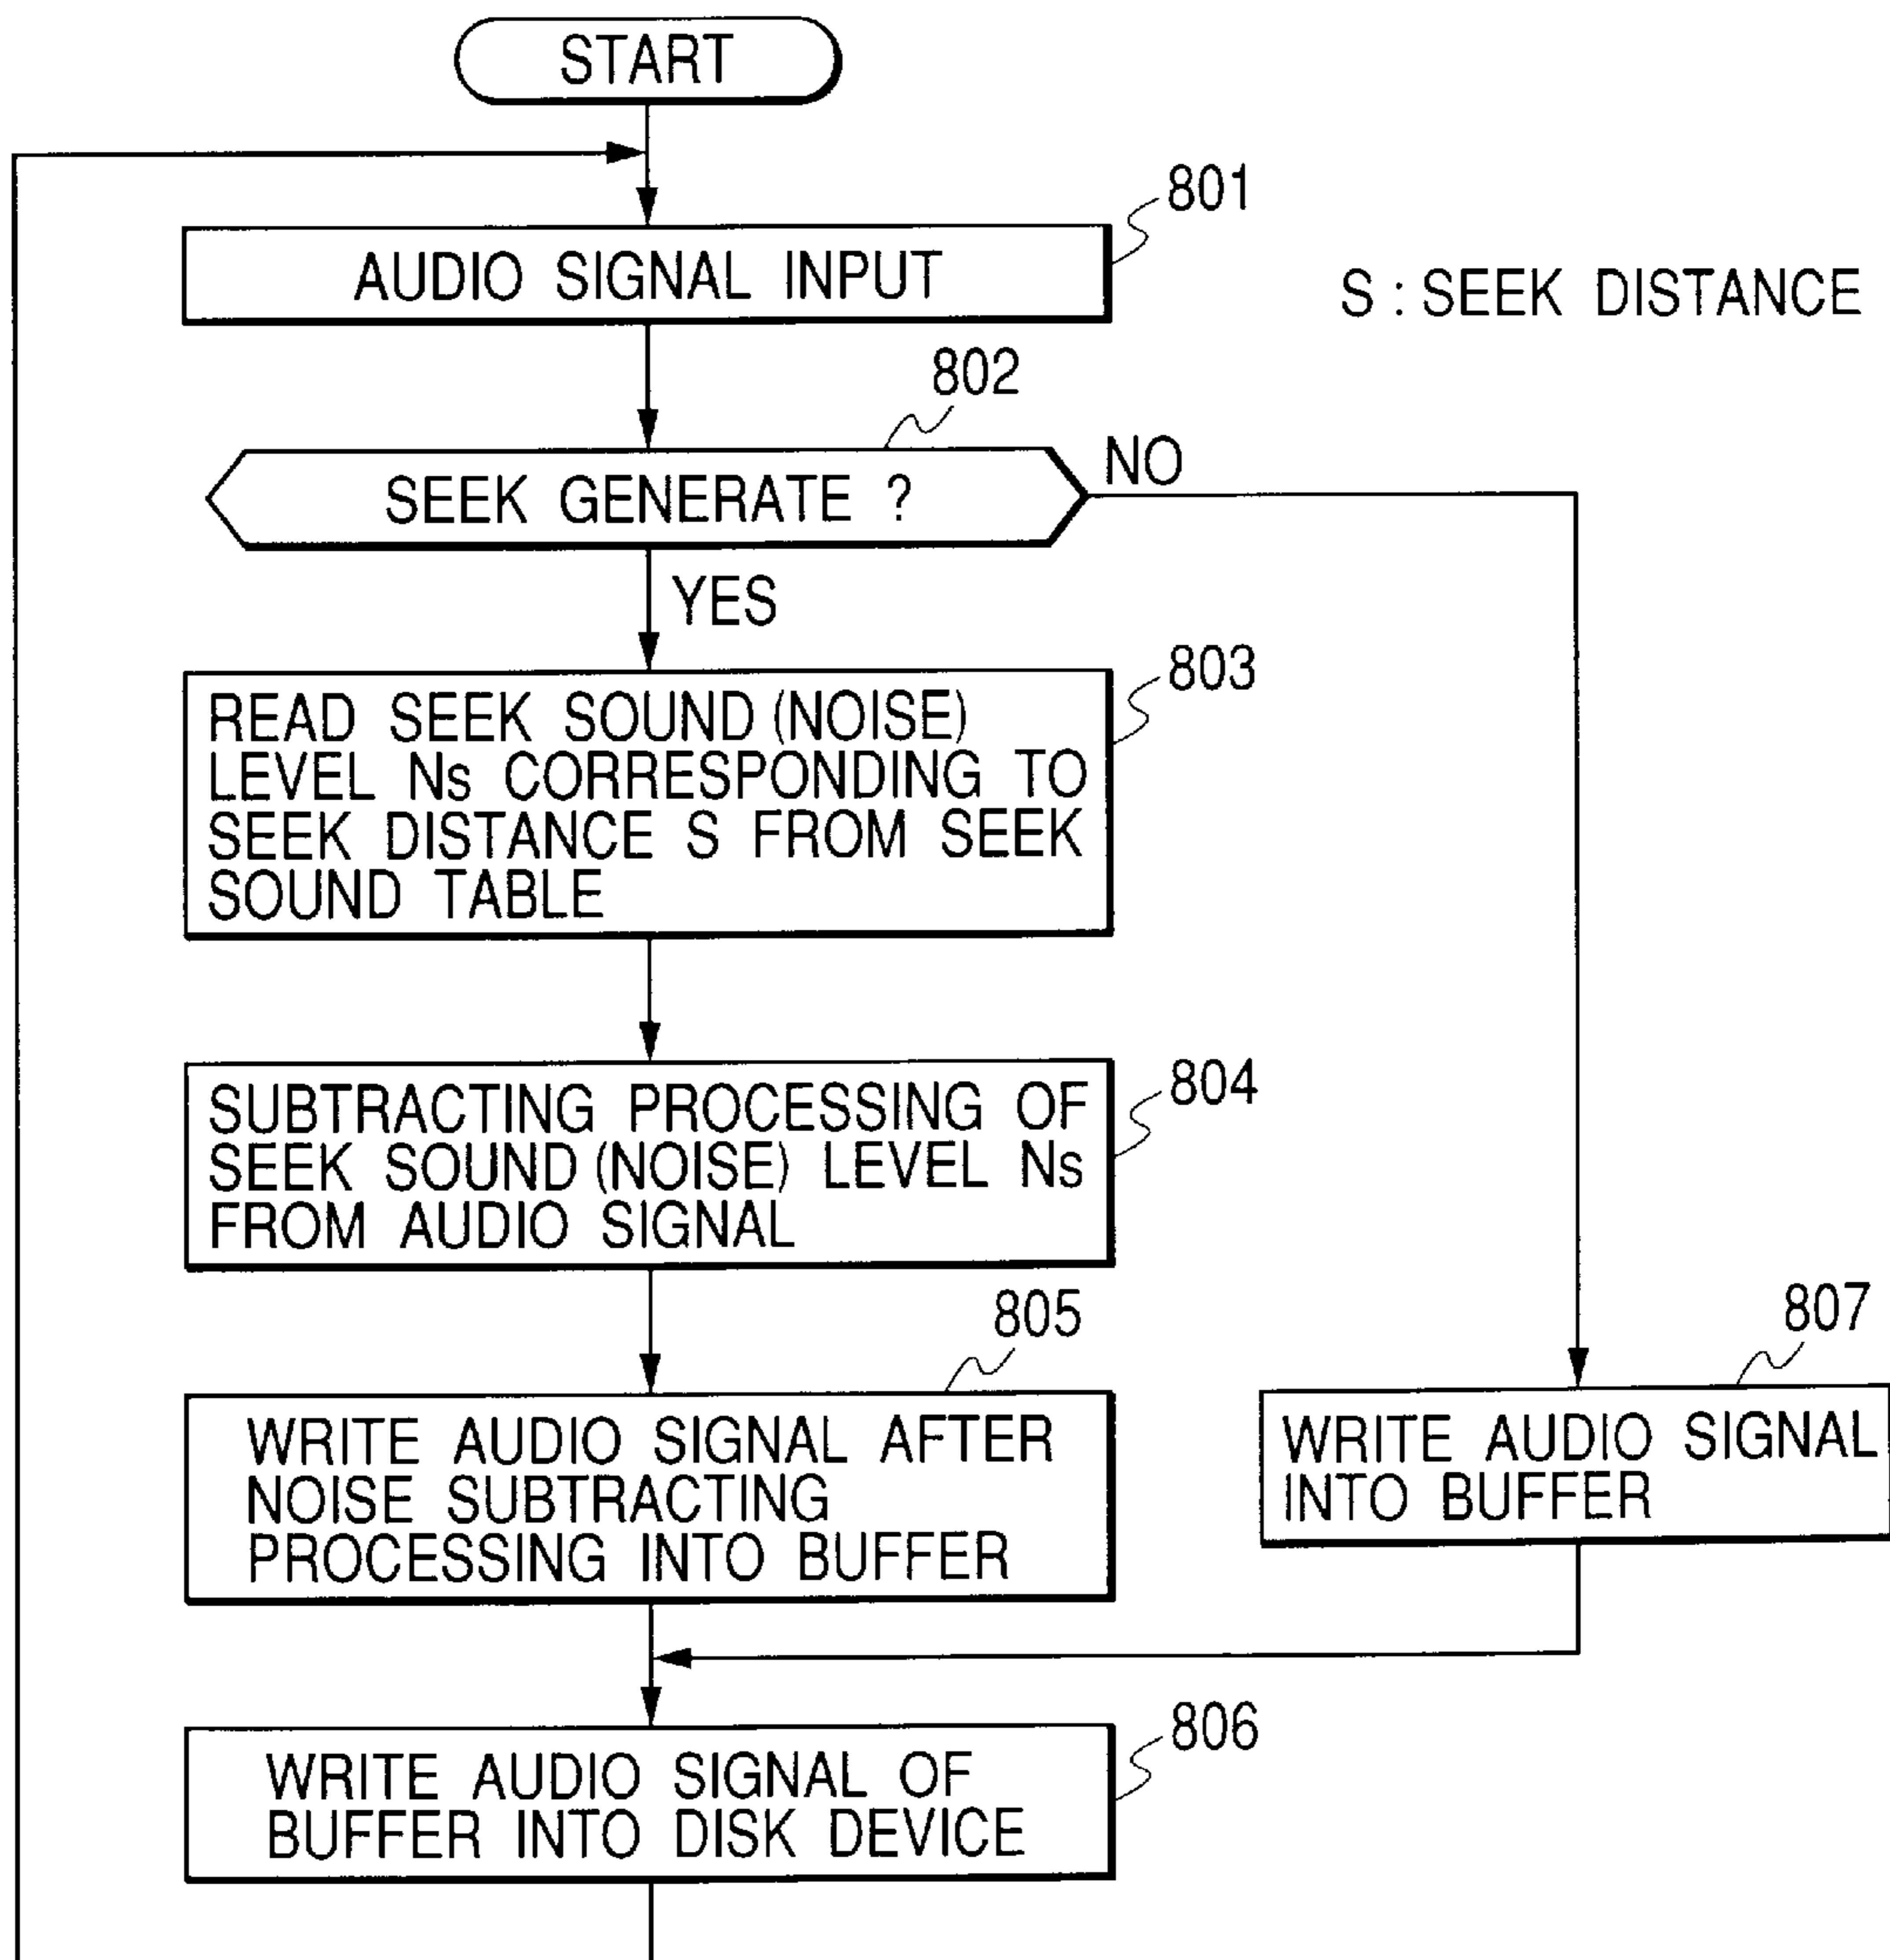 START
801
AUDIO SIGNAL INPUT
S : SEEK DISTANCE
802
SEEK GENERATE ?
NO
YES
803
READ SEEK SOUND (NOISE)
LEVEL Ns CORRESPONDING TO
SEEK DISTANCE S FROM SEEK
SOUND TABLE
804
SUBTRACTING PROCESSING OF
SEEK SOUND (NOISE) LEVEL Ns
FROM AUDIO SIGNAL
805
WRITE AUDIO SIGNAL AFTER
NOISE SUBTRACTING
PROCESSING INTO BUFFER
807
WRITE AUDIO SIGNAL
INTO BUFFER
806
WRITE AUDIO SIGNAL OF
BUFFER INTO DISK DEVICE